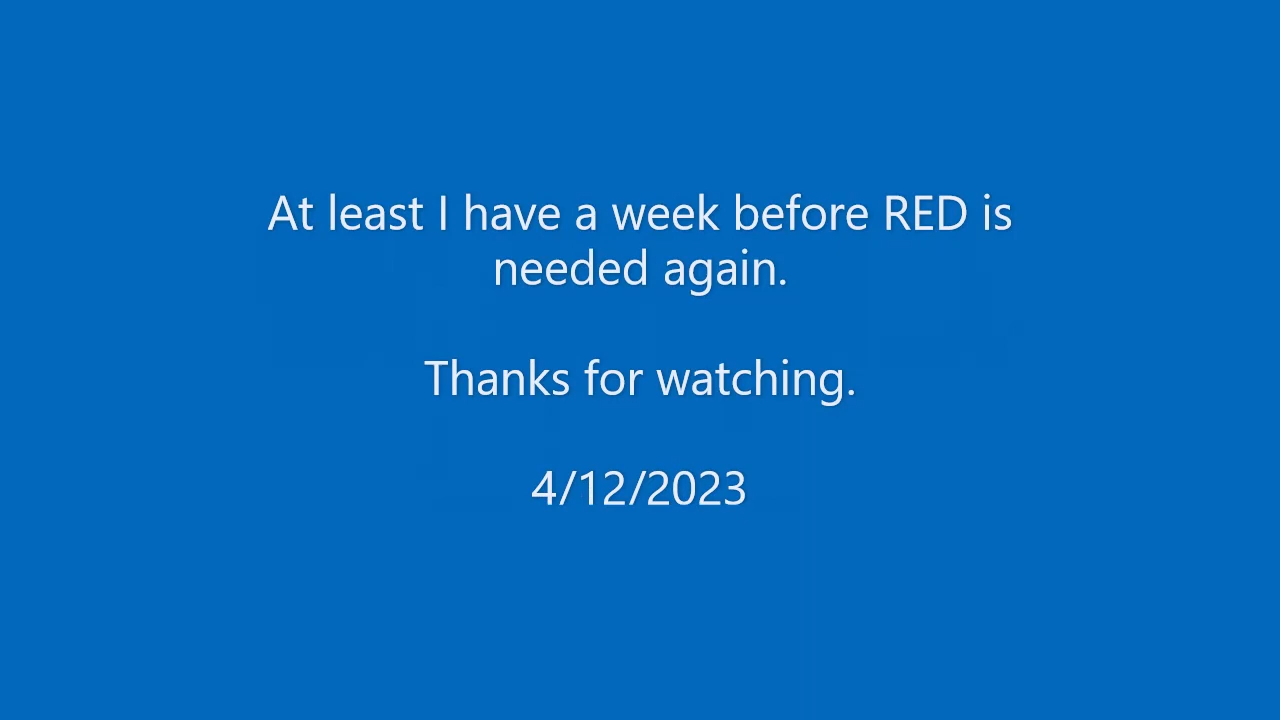 At least I have a week before RED is
needed again.
Thanks for watching.
4/12/2023